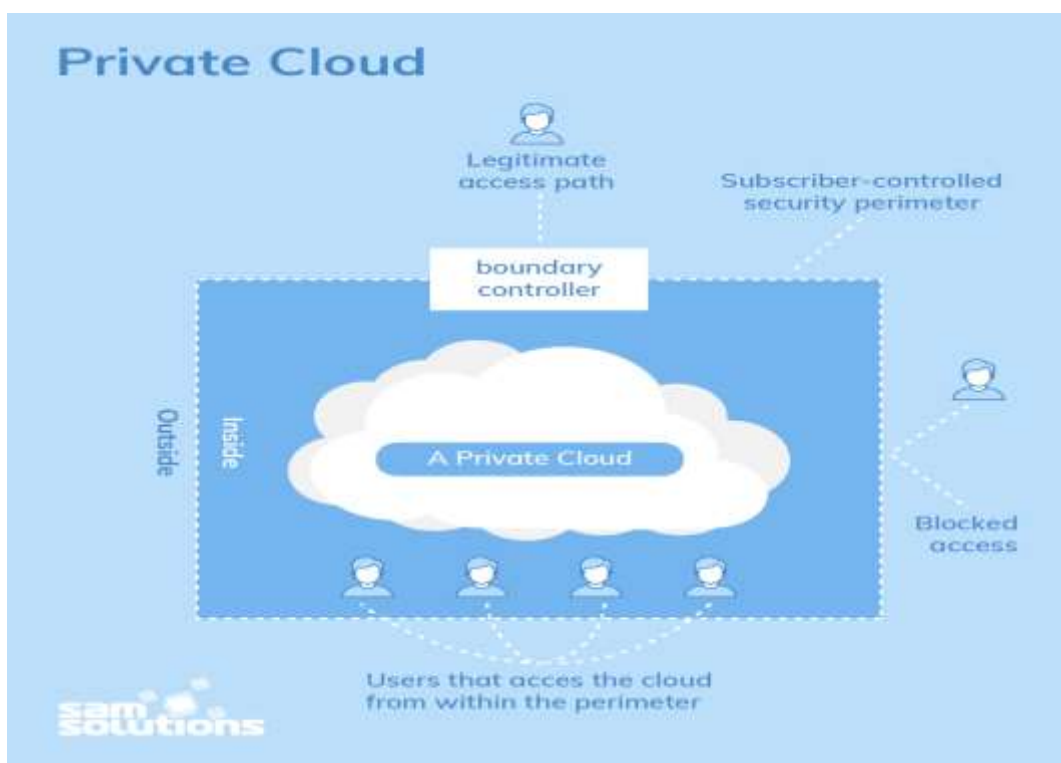 Private Cloud
Legitimate
access path
Subscriber-controlled
security perimeter
boundary
controller
Outside
Inside
A Private Cloud
Blocked
access
Users that acces the cloud
from within the perimeter
sam
solutions